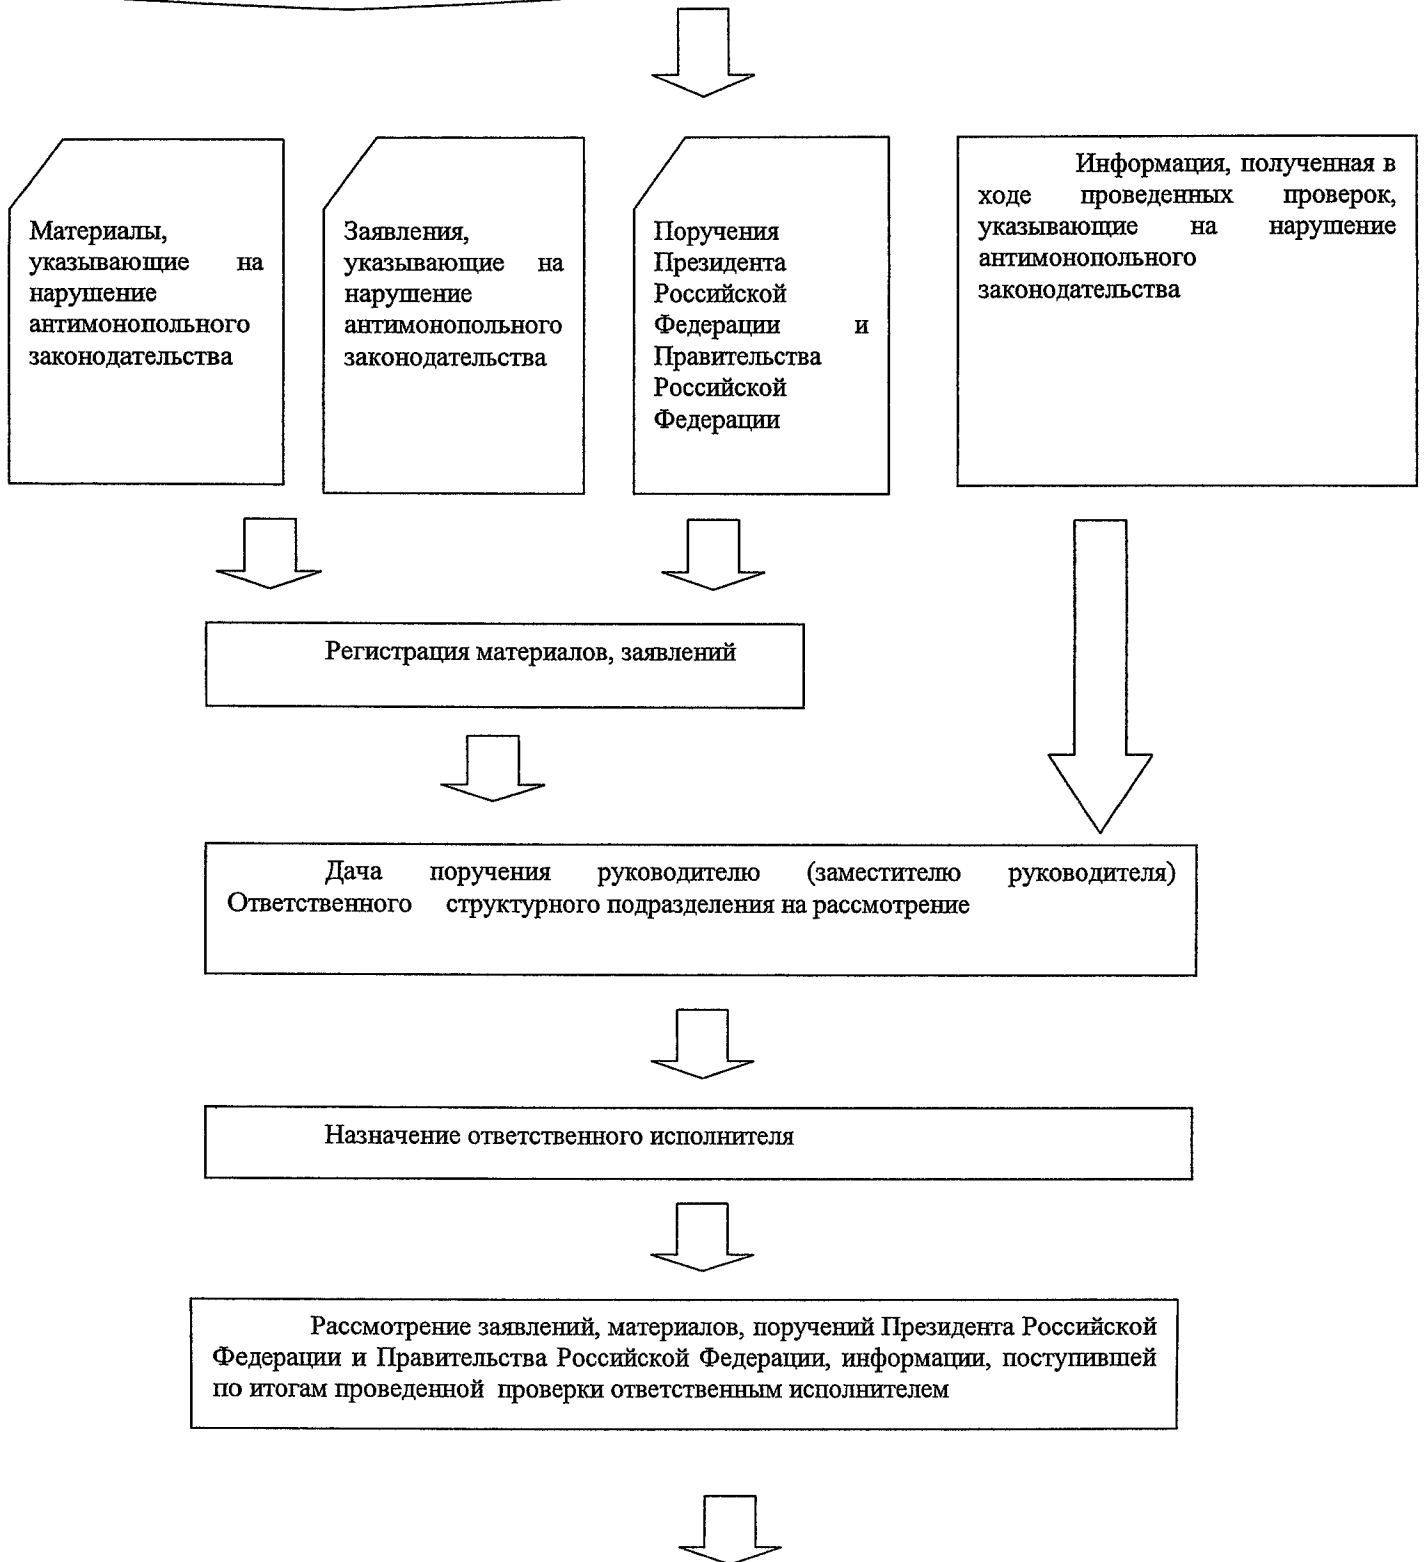 Материалы,
указывающие на
нарушение
антимонопольного
законодательства
Заявления,
указывающие на
нарушение
антимонопольного
законодательства
Поручения
Президента
Российской
Федерации и
Правительства
Российской
Федерации
Информация, полученная в
ходе проведенных проверок,
указывающие на нарушение
антимонопольного
законодательства
Регистрация материалов, заявлений
Дача поручения руководителю (заместителю руководителя)
Ответственного структурного подразделения на рассмотрение
Назначение ответственного исполнителя
Рассмотрение заявлений, материалов, поручений Президента Российской
Федерации и Правительства Российской Федерации, информации, поступившей
по итогам проведенной проверки ответственным исполнителем